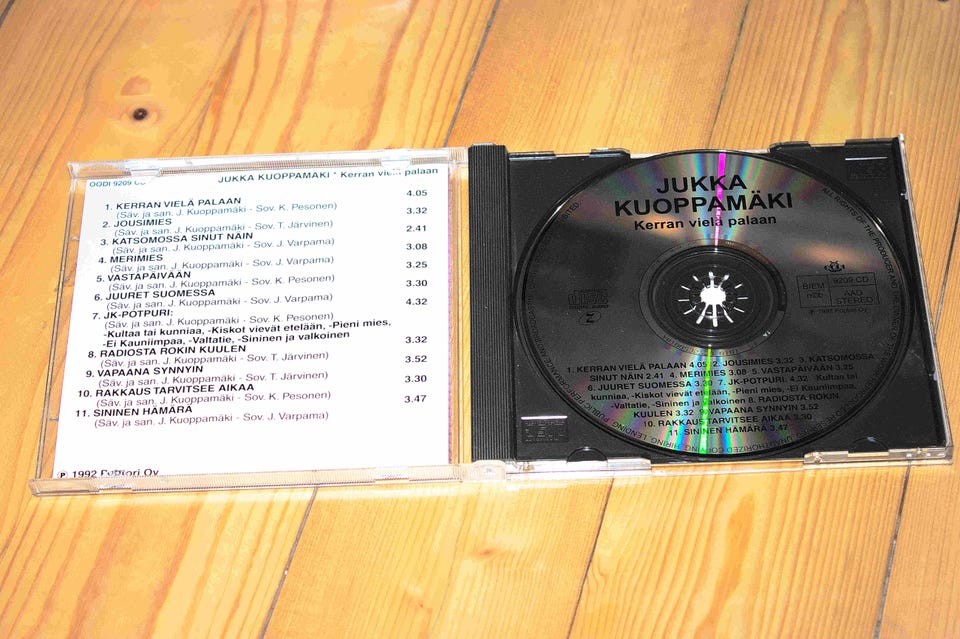 OODI 9209 CD
JUKKA KUOPPAMÄKI * Kerran vielä palaan
1. KERRAN VIELÄ PALAAN 4.05
(Säv. ja san. J. Kuoppamäki - Sov. K. Pesonen)
2. JOUSIMIES 3.32
(Säv. ja san. J. Kuoppamäki - Sov. T. Järvinen)
3. KATSOMOSSA SINUT NÄIN 2.41
(Säv. ja san. J. Kuoppamäki - Sov. J. Varpama)
4. MERIMIES 3.08
(Säv. ja san. J. Kuoppamäki - Sov. J. Varpama)
5. VASTAPÄIVÄÄN 3.25
(Säv. ja san. J. Kuoppamäki - Sov. K. Pesonen)
6. JUURET SUOMESSA 3.30
(Säv. ja san. J. Kuoppamäki - Sov. J. Varpama)
7. JK-POTPURI: 4.32
(Säv. ja san. J. Kuoppamäki - Sov. K. Pesonen)
-Kultaa tai kunniaa, -Kiskot vievät etelään, -Pieni mies,
-Ei Kauniimpaa, -Valtatie, -Sininen ja valkoinen
8. RADIOSTA ROKIN KUULEN 3.32
(Säv. ja san. J. Kuoppamäki - Sov. T. Järvinen)
9. VAPAANA SYNNYIN 3.52
(Säv. ja san. J. Kuoppamäki - Sov. T. Järvinen)
10. RAKKAUS TARVITSEE AIKAA 3.30
(Säv. ja san. J. Kuoppamäki - Sov. K. Pesonen)
11. SININEN HÄMÄRÄ 3.47
(Säv. ja san. J. Kuoppamäki - Sov. J. Varpama)
℗ 1992 Poptori Oy
JUKKA
KUOPPAMÄKI
Kerran vielä palaan
BIEM
n©b
9209-CD
AAD
STEREO
℗ 1992 Poptori Oy
1. KERRAN VIELÄ PALAAN 4.05 2. JOUSIMIES 3.32 3. KATSOMOSSA
SINUT NÄIN 2.41 4. MERIMIES 3.08 5. VASTAPÄIVÄÄN 3.25
6. JUURET SUOMESSA 3.30 7. JK-POTPURI: 4.32 -Kultan tai
kunniaa, -Kiskot vievät etelään, -Pieni mies, -Ei Kauniimpaa,
-Valtatie, -Sininen ja valkoinen 8. RADIOSTA ROKIN
KUULEN 3.32 9. VAPAANA SYNNYIN 3.52
10. RAKKAUS TARVITSEE AIKAA 3.30
11. SININEN HÄMÄRÄ 3.47
ALL RIGHTS OF THE PRODUCER AND
UNAUTHORIZED COPYING, HIRING, LENDING, PUBLIC PERFORMANCE